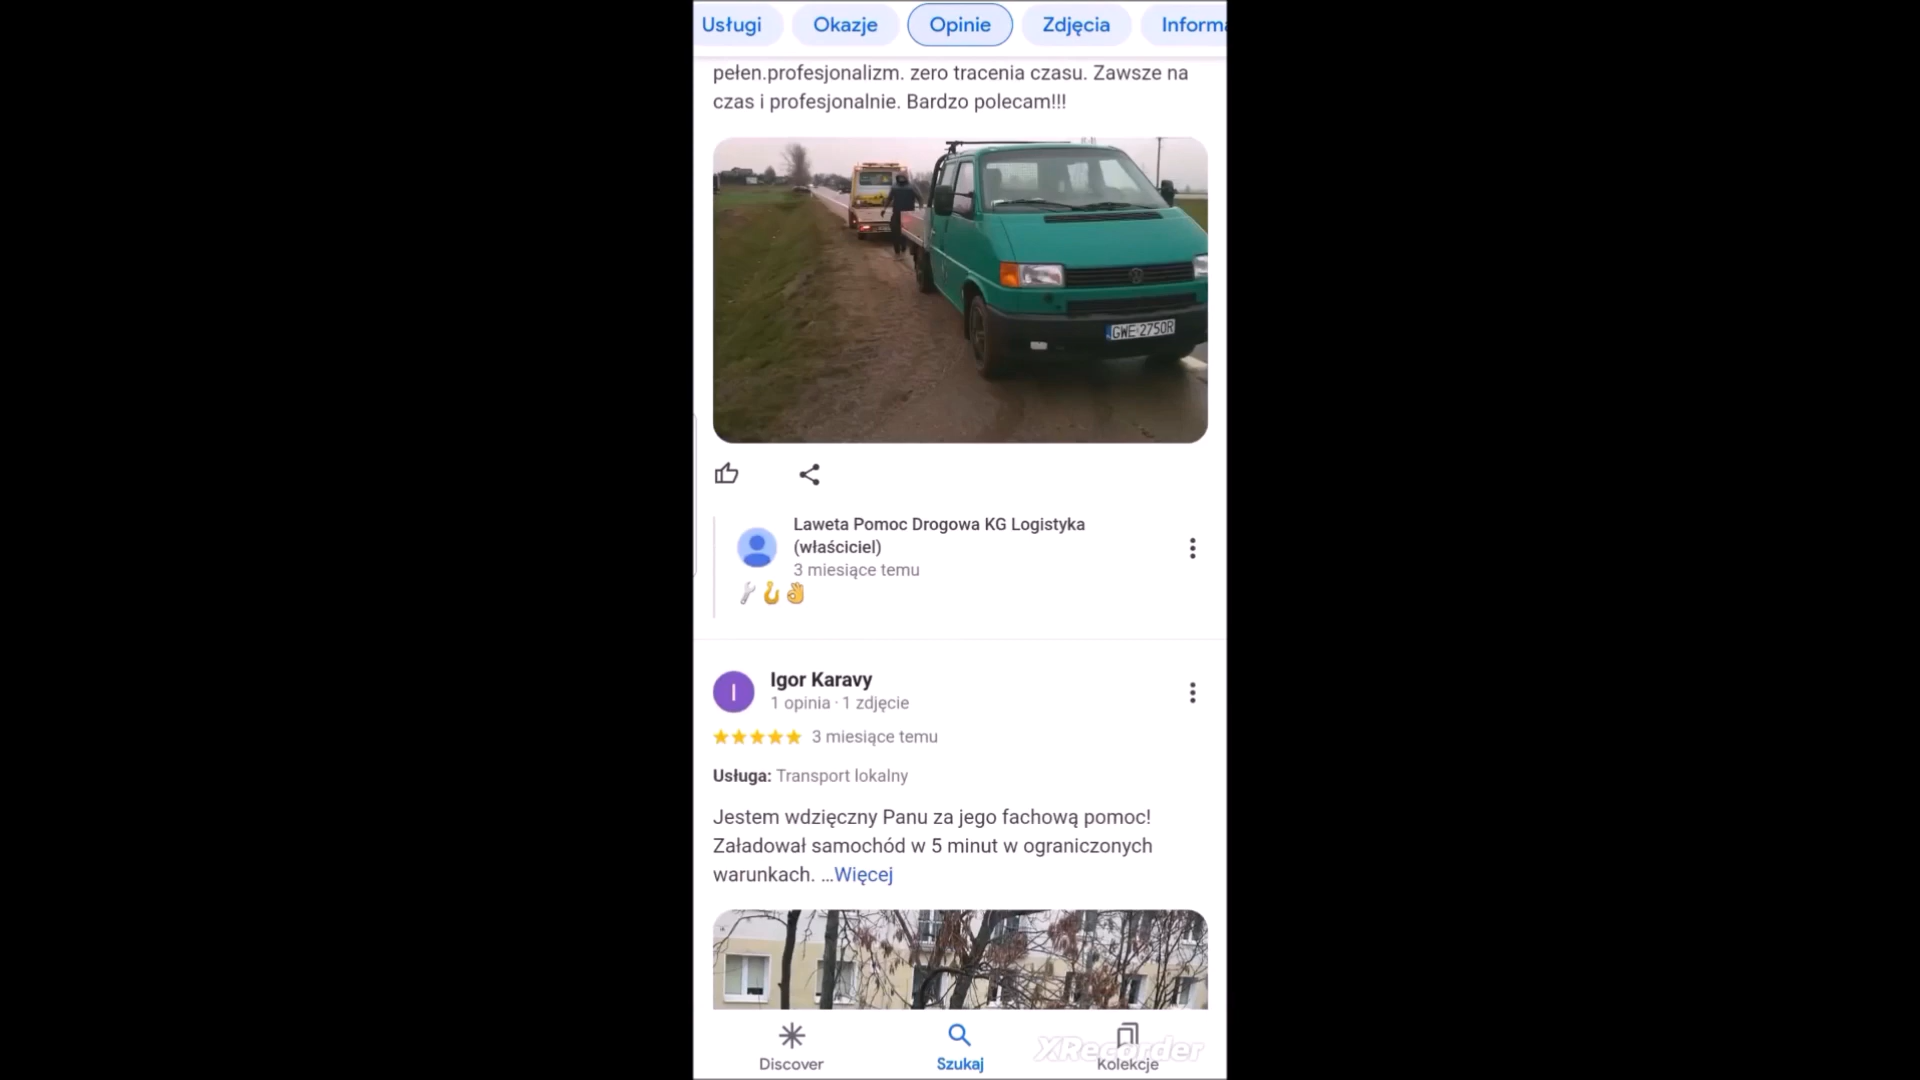 Usługi Okazje Opinie Zdjęcia Informa
pełen.profesjonalizm. zero tracenia czasu. Zawsze na
czas i profesjonalnie. Bardzo polecam!!!
GWE 2750R
Laweta Pomoc Drogowa KG Logistyka
(właściciel)
3 miesiące temu
🔧🪝👌
I
Igor Karavy
1 opinia · 1 zdjęcie
3 miesiące temu
Usługa: Transport lokalny
Jestem wdzięczny Panu za jego fachową pomoc!
Załadował samochód w 5 minut w ograniczonych
warunkach. ...Więcej
XRecorder
Discover Szukaj Kolekcje